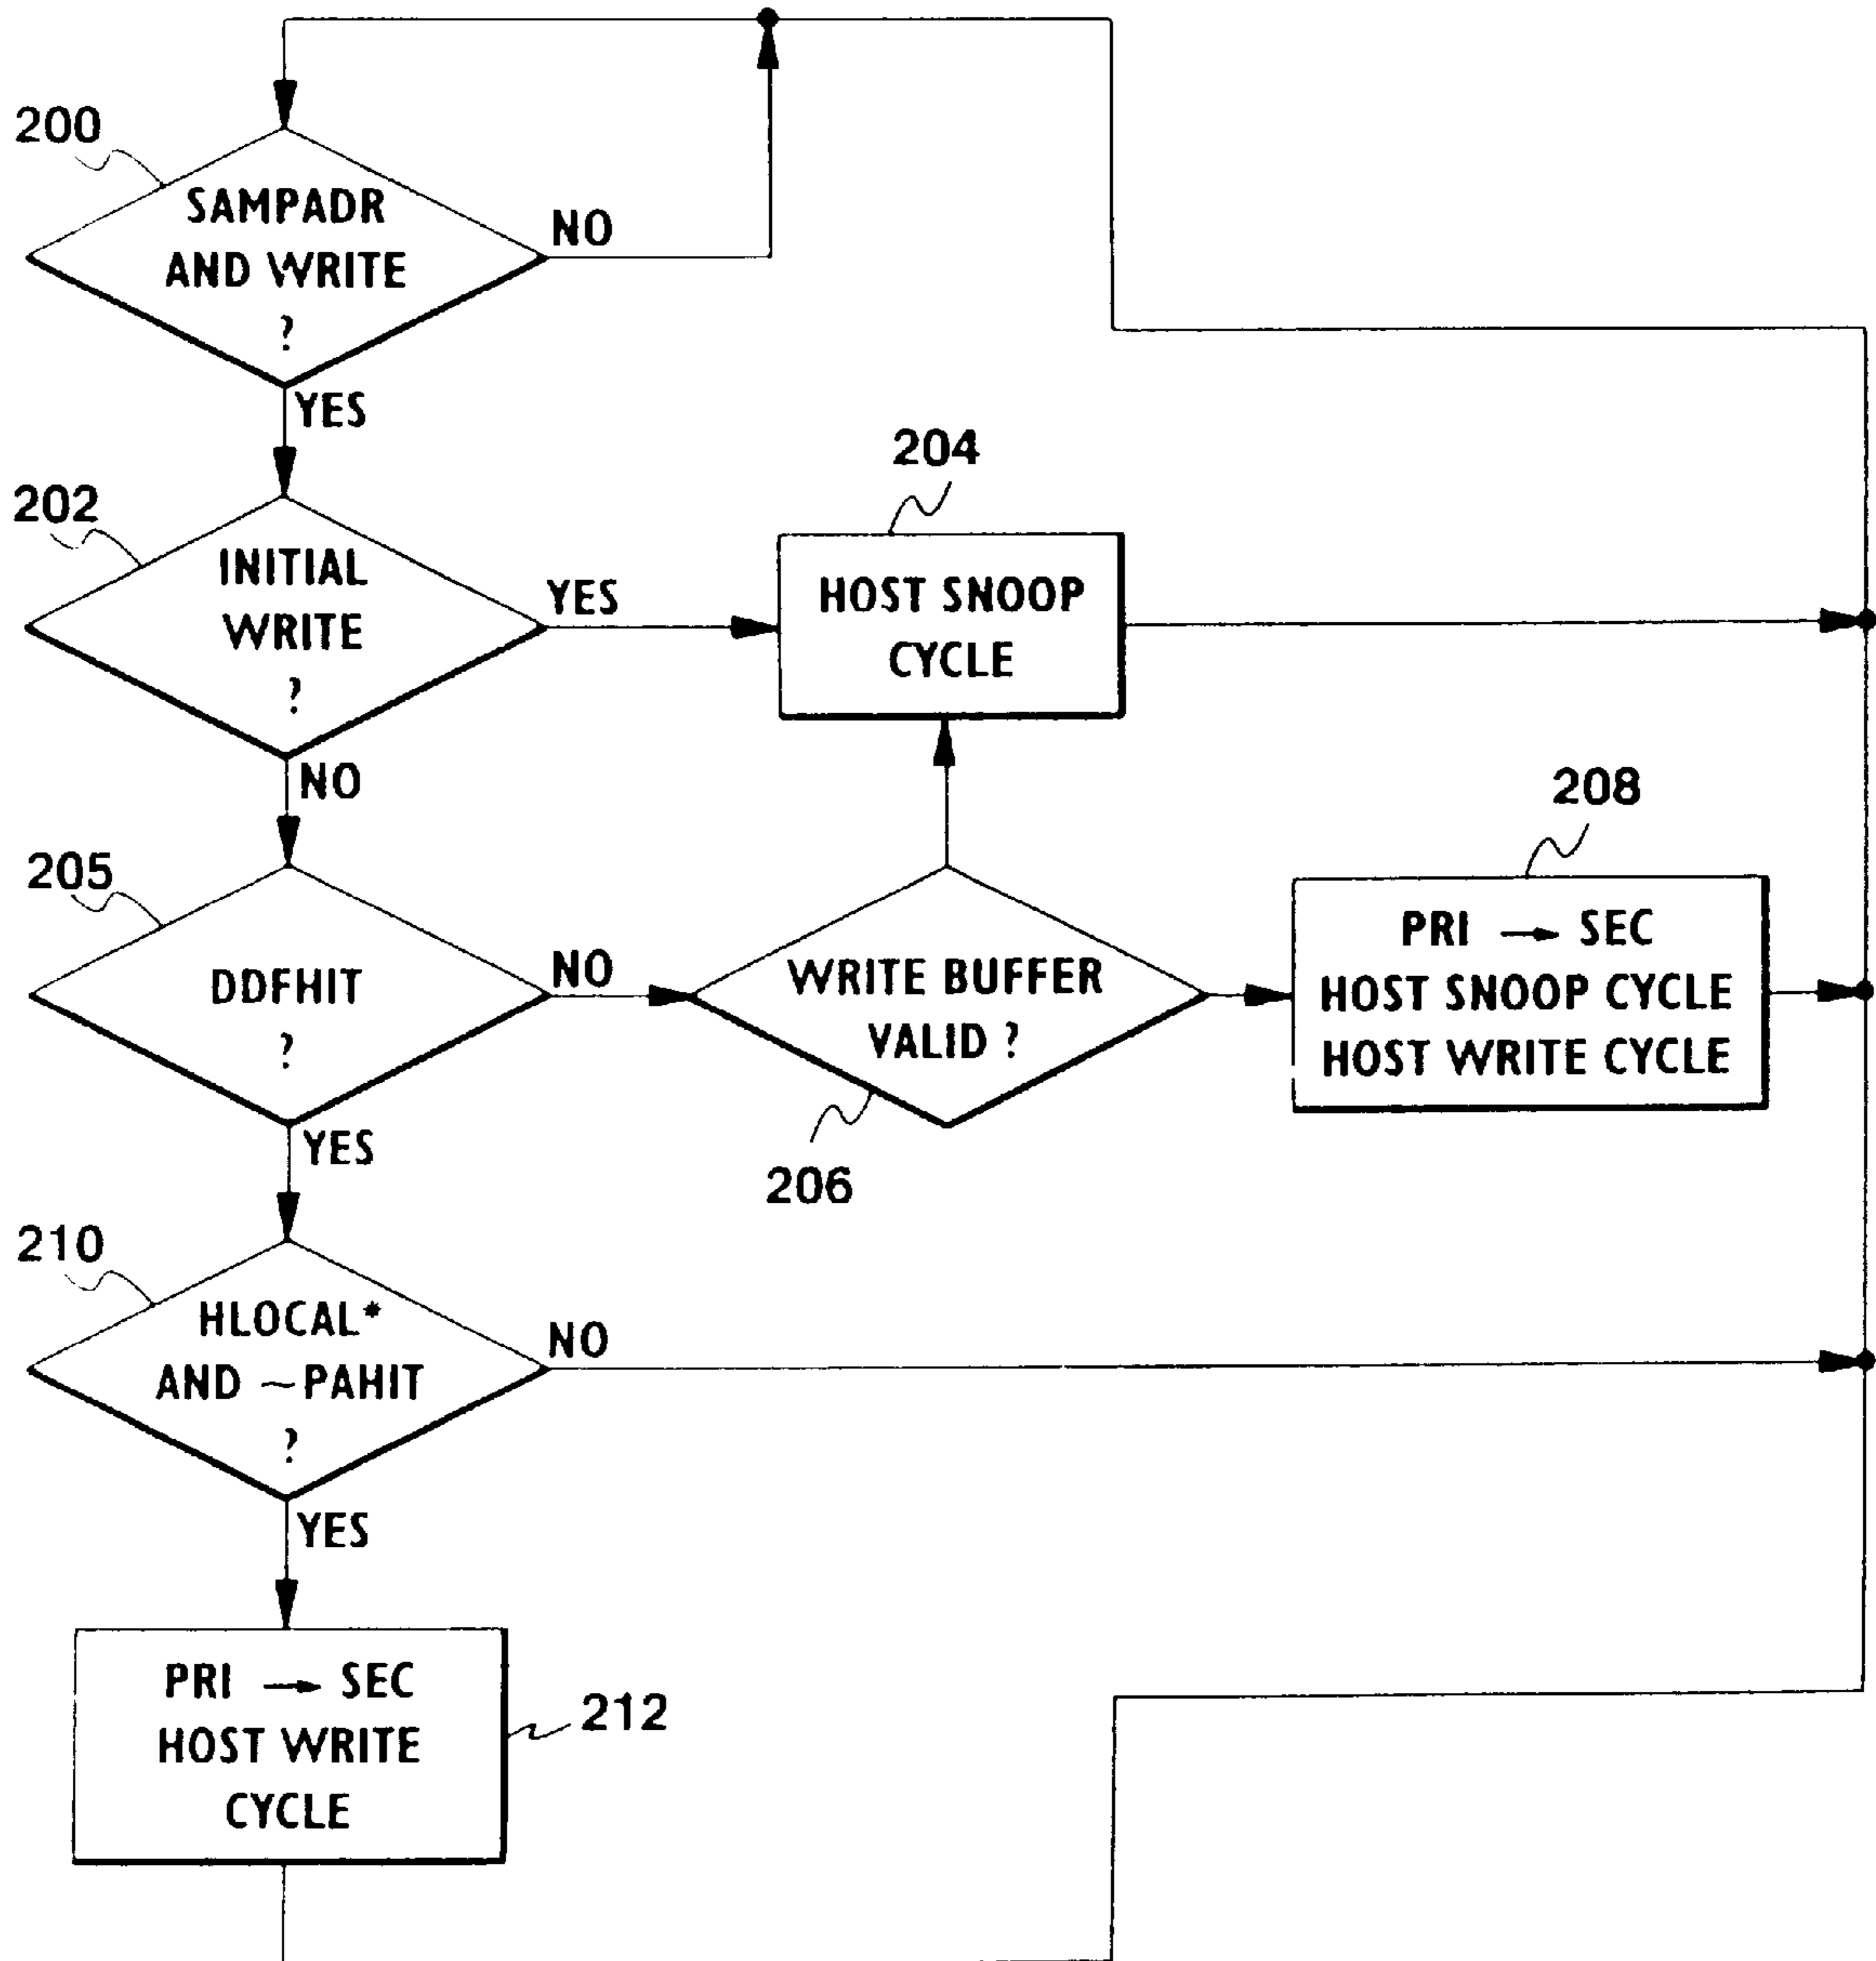 200
SAMPADR
AND WRITE
?
NO
YES
202
INITIAL
WRITE
?
YES
NO
204
HOST SNOOP
CYCLE
205
DDFHIT
?
NO
YES
WRITE BUFFER
VALID ?
206
208
PRI → SEC
HOST SNOOP CYCLE
HOST WRITE CYCLE
210
HLOCAL*
AND ~PAHIT
?
NO
YES
PRI → SEC
HOST WRITE
CYCLE
212